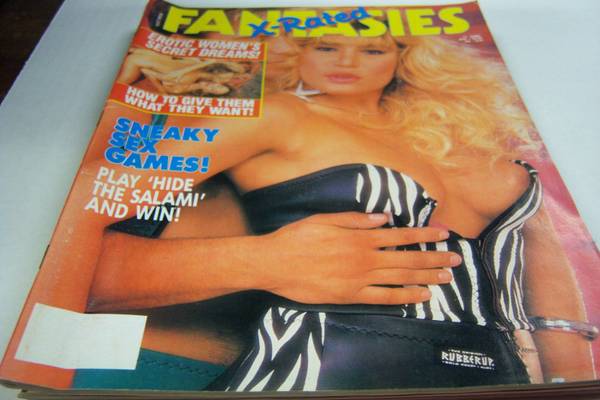 FANTASIES
X-Rated
EROTIC WOMEN'S
SECRET DREAMS!
HOW TO GIVE THEM
WHAT THEY WANT!
SNEAKY
SEX
GAMES!
PLAY 'HIDE
THE SALAMI'
AND WIN!
RUBBERUP